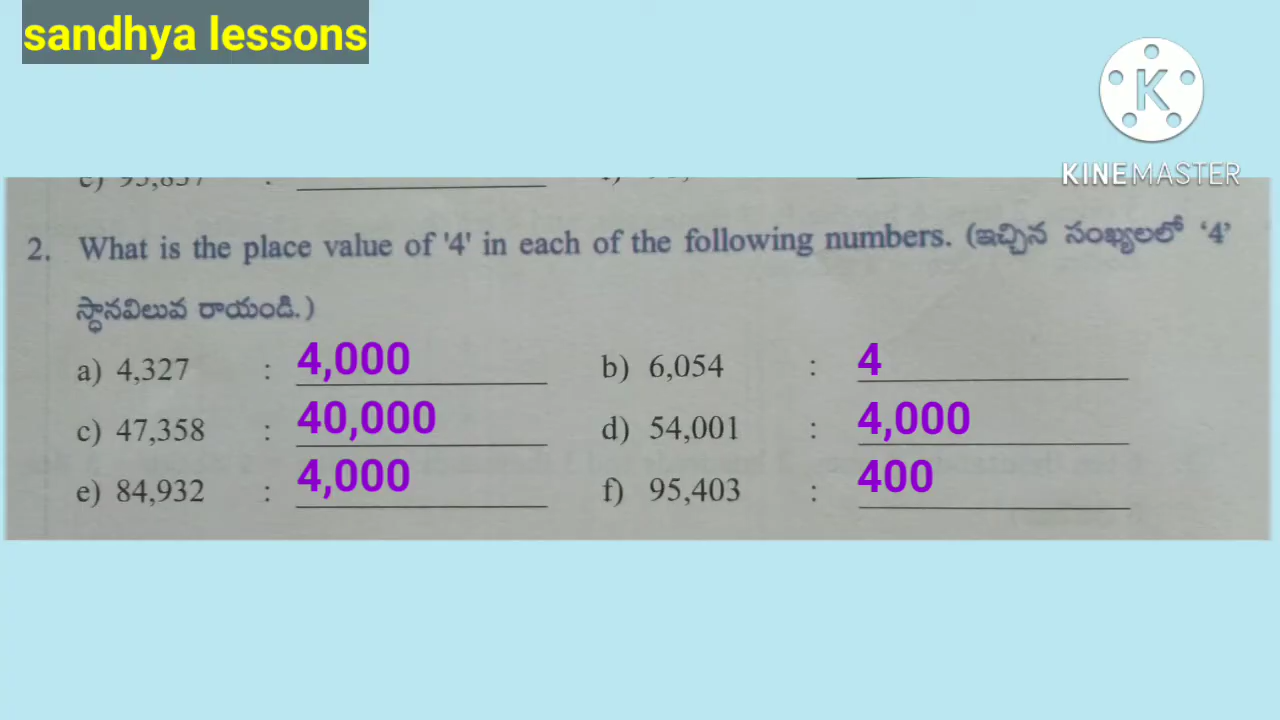 sandhya lessons
K
KINEMASTER
2. What is the place value of '4' in each of the following numbers. (ఇచ్చిన సంఖ్యలలో '4'
స్థానవిలువ రాయండి.)
a) 4,327 : 4,000 b) 6,054 : 4
c) 47,358 : 40,000 d) 54,001 : 4,000
e) 84,932 : 4,000 f) 95,403 : 400